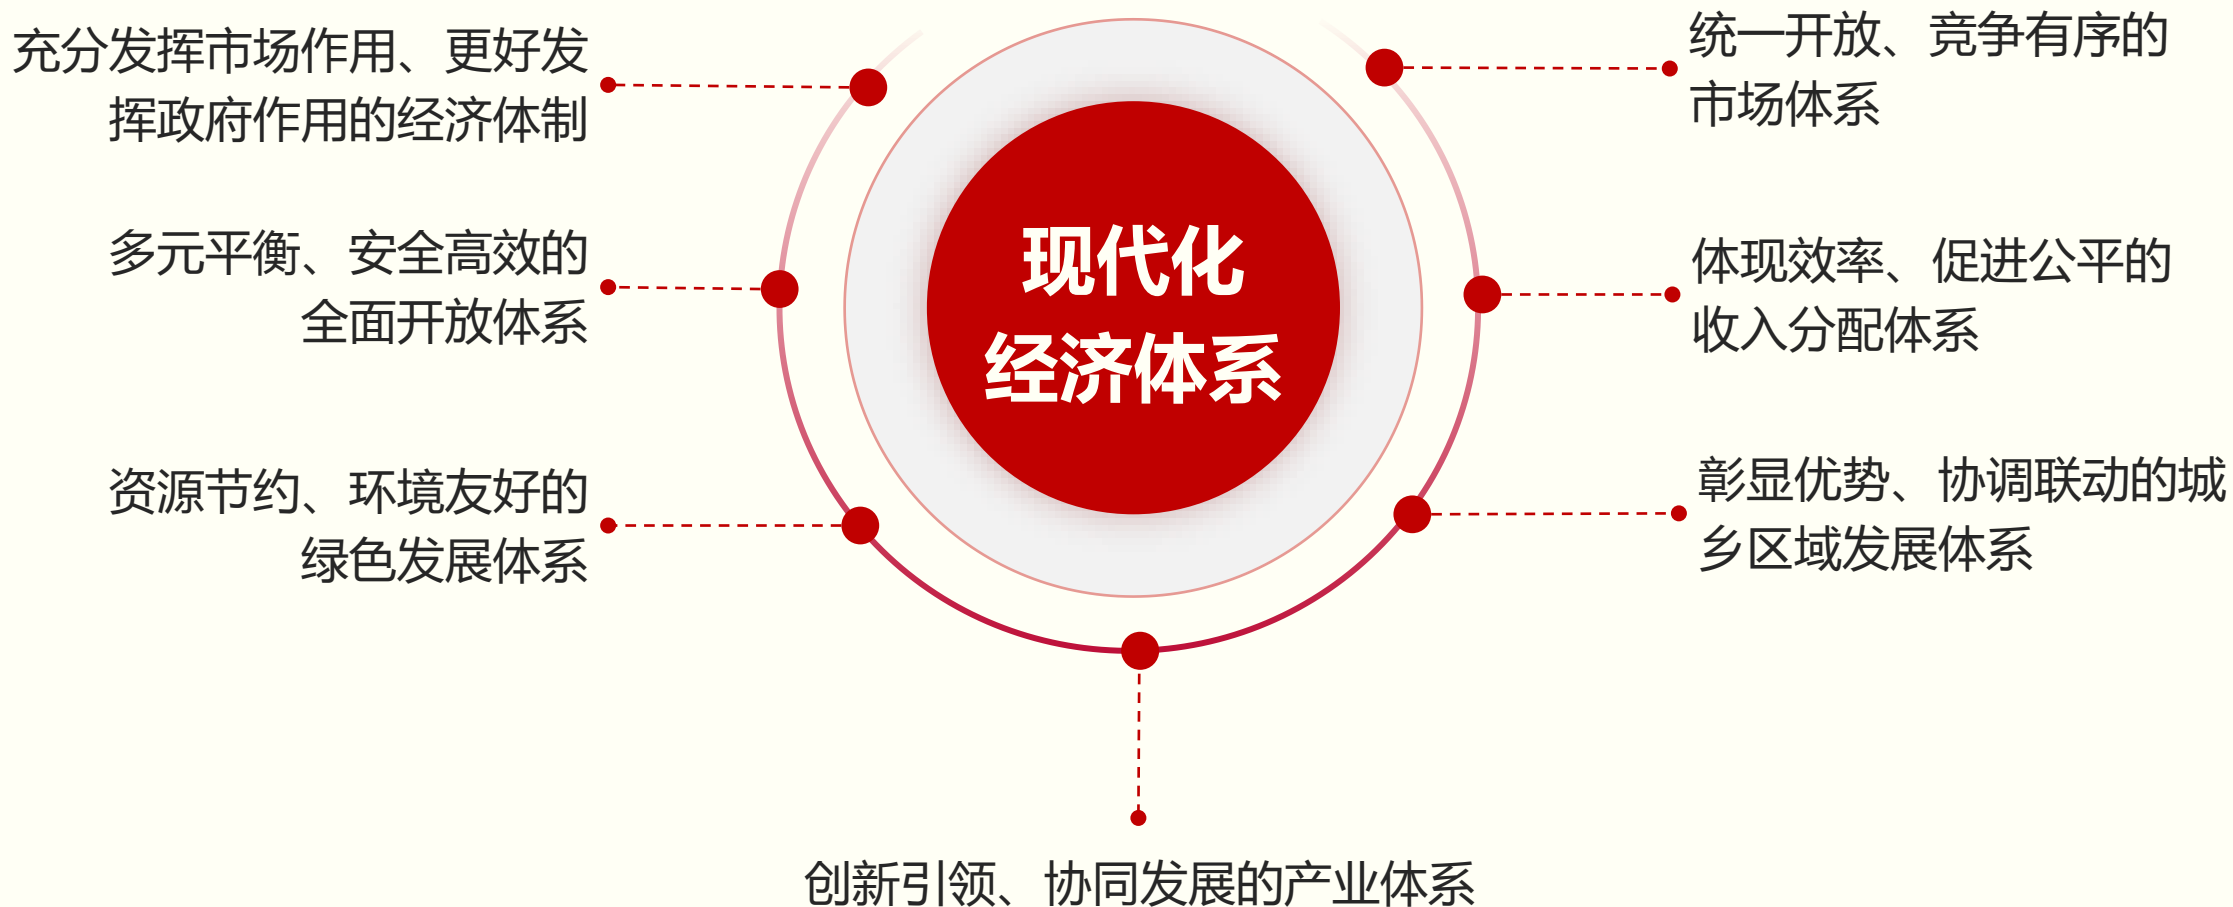 充分发挥市场作用、更好发
挥政府作用的经济体制
多元平衡、安全高效的
全面开放体系
资源节约、环境友好的
绿色发展体系
现代化
经济体系
统一开放、竞争有序的
市场体系
体现效率、促进公平的
收入分配体系
彰显优势、协调联动的城
乡区域发展体系
创新引领、协同发展的产业体系